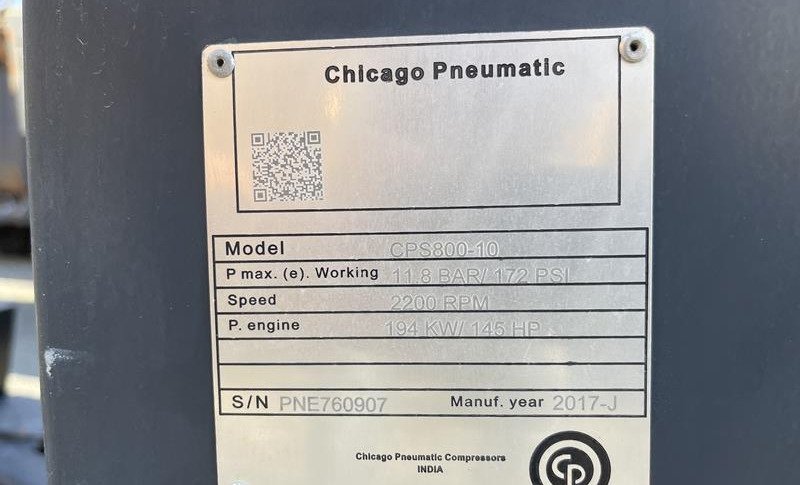 Chicago Pneumatic
Model CPS800-10
P max. (e). Working 11.8 BAR/ 172 PSI
Speed 2200 RPM
P. engine 194 KW/ 145 HP
S/N PNE760907 Manuf. year 2017-J
Chicago Pneumatic Compressors
INDIA
CP